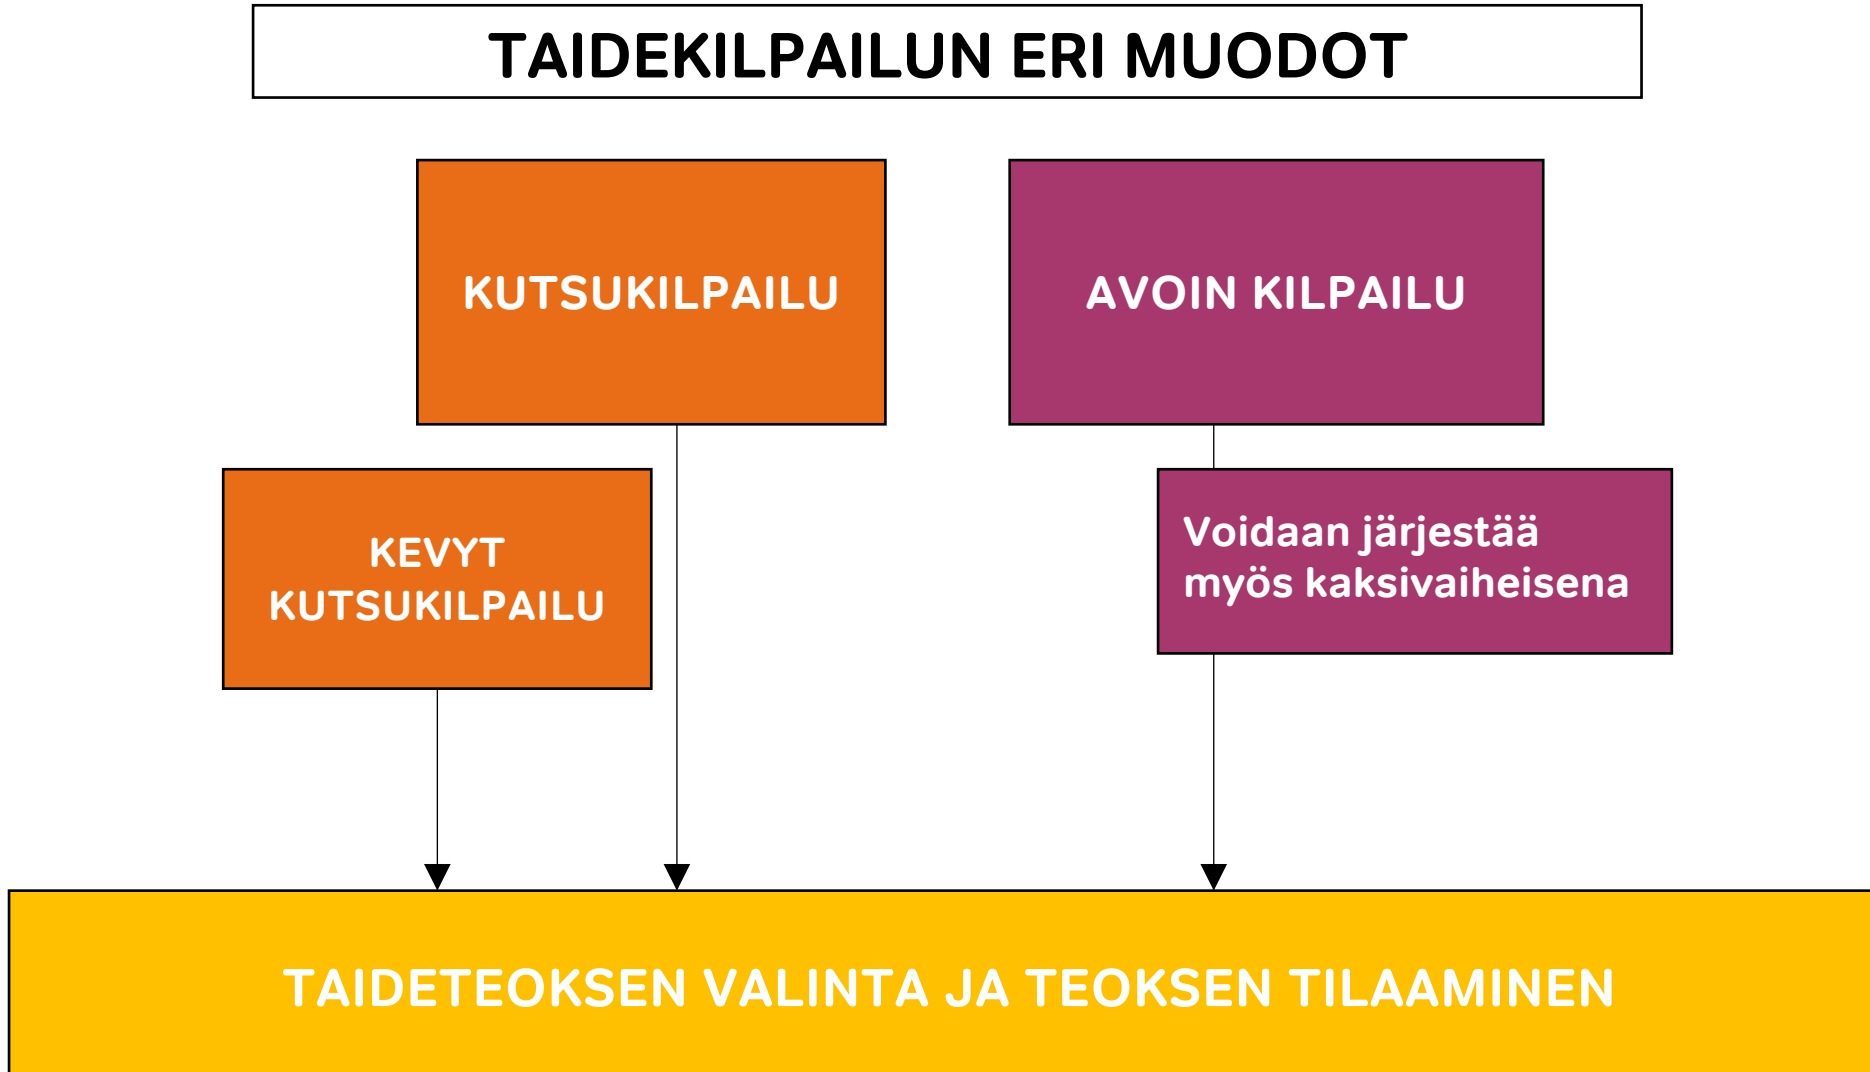 TAIDEKILPAILUN ERI MUODOT
KUTSUKILPAILU
AVOIN KILPAILU
KEVYT
KUTSUKILPAILU
Voidaan järjestää
myös kaksivaiheisena
TAIDETEOKSEN VALINTA JA TEOKSEN TILAAMINEN